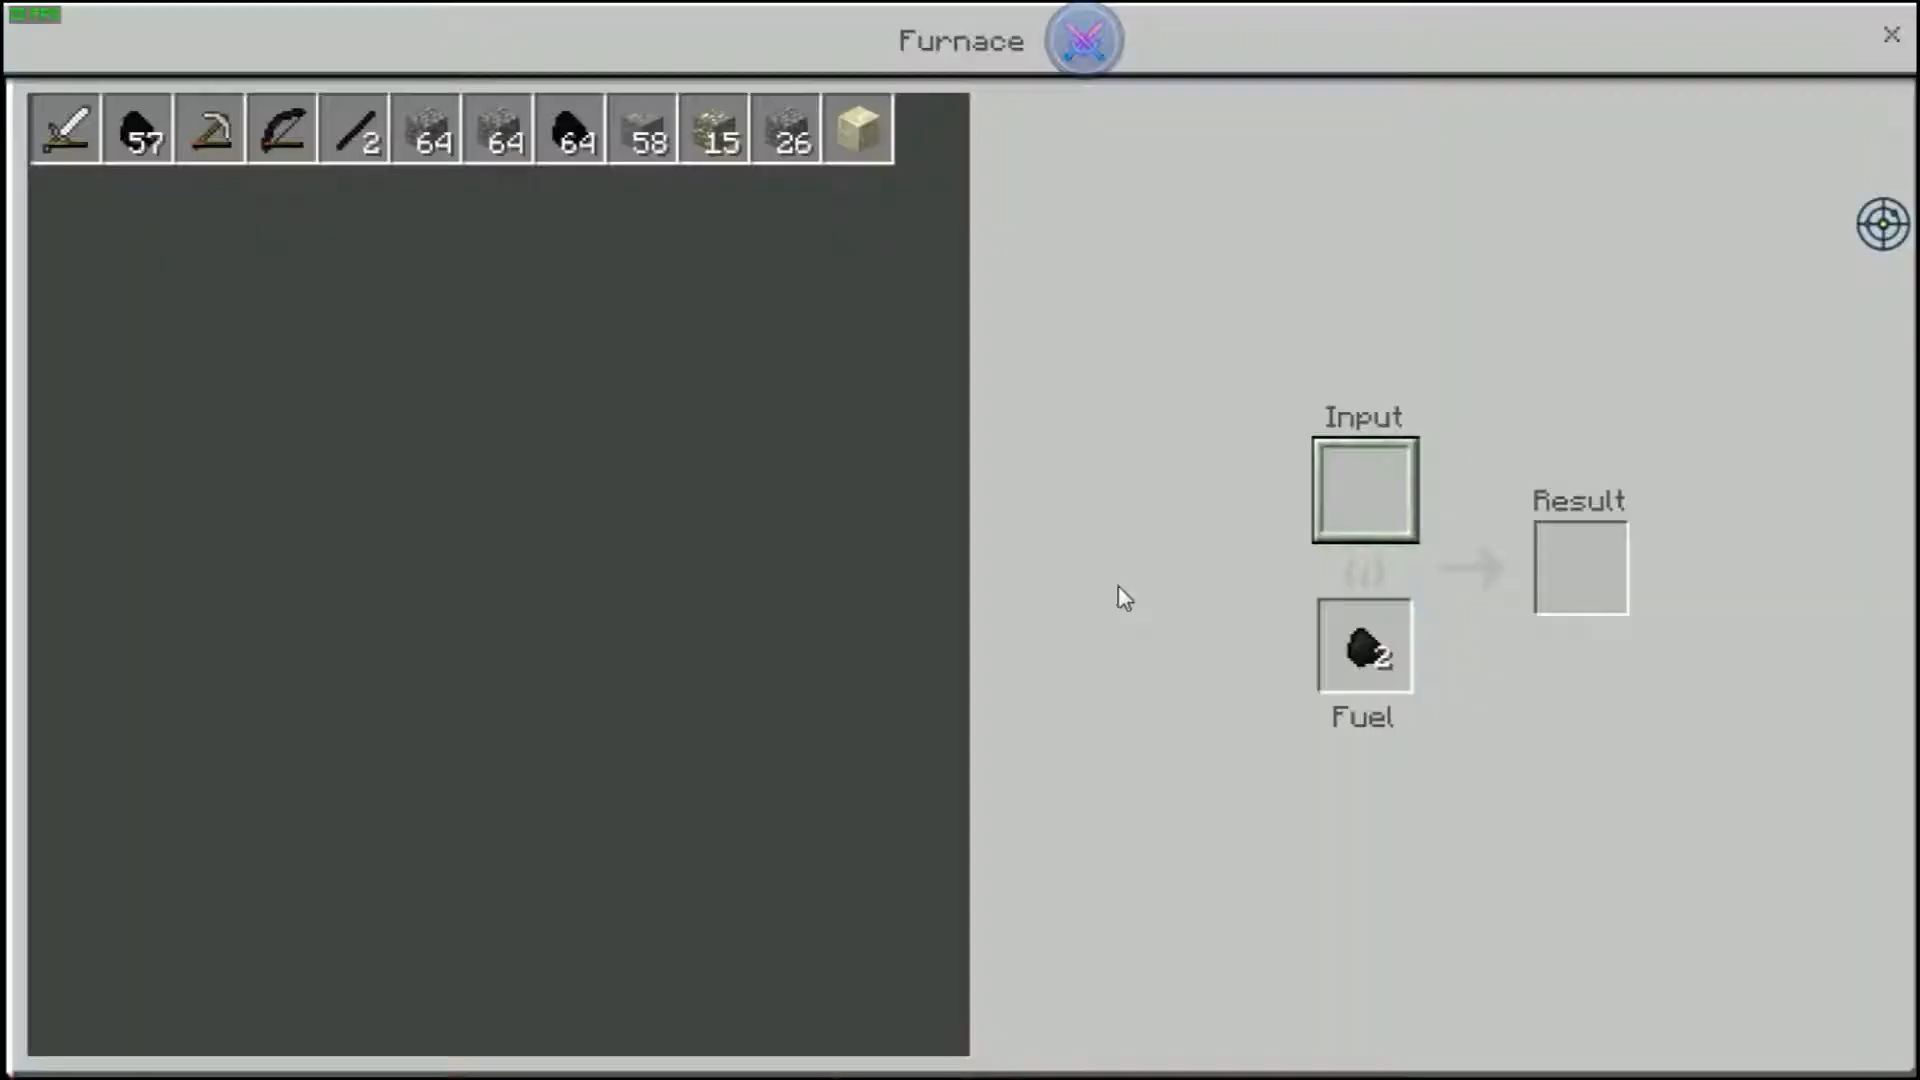 Furnace
57 2 64 64 64 58 15 26
Input
Result
2
Fuel